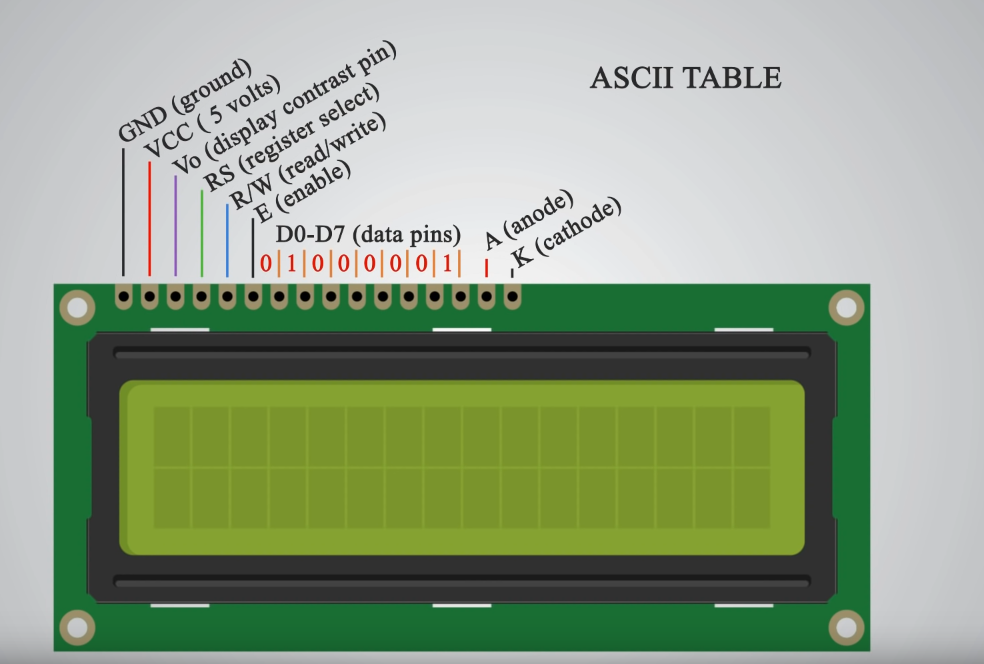 ASCII TABLE
GND (ground)
VCC ( 5 volts)
Vo (display contrast pin)
RS (register select)
R/W (read/write)
E (enable)
D0-D7 (data pins)
0 1 0 0 0 0 0 1
A (anode)
K (cathode)